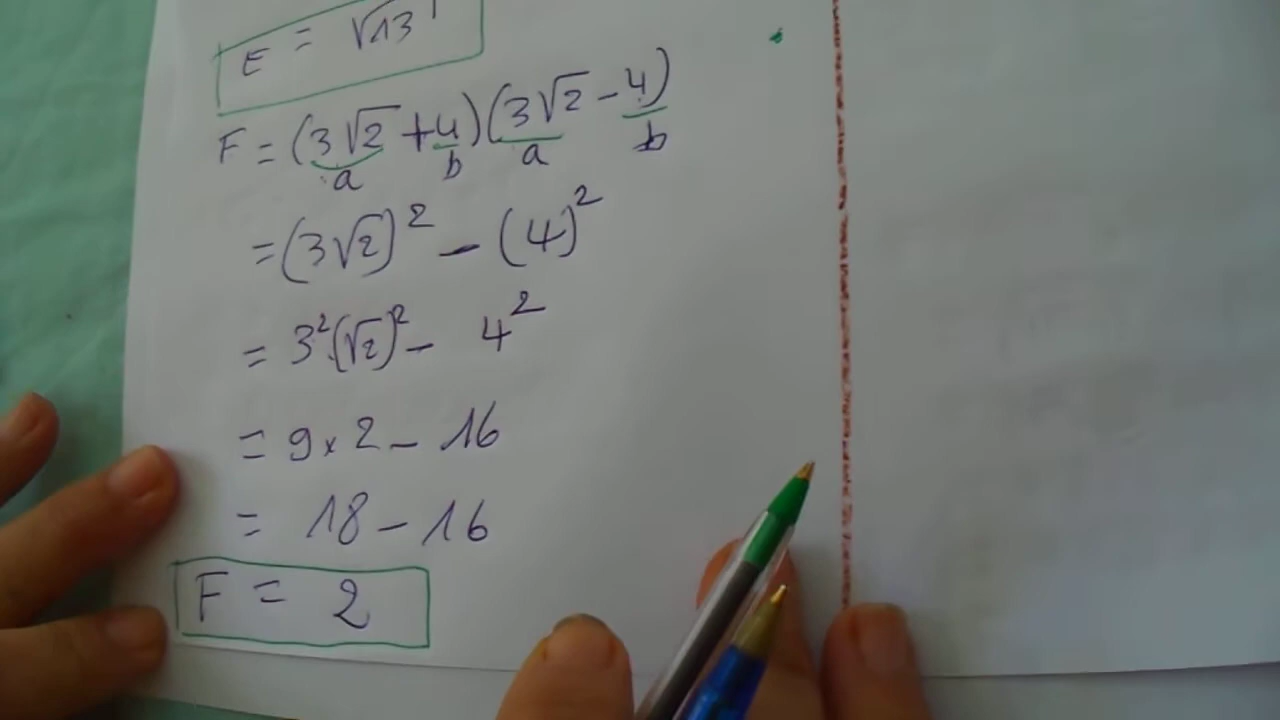 E = √13
F = (3√2 + 4)(3√2 - 4)
a b a b
= (3√2)² - (4)²
= 3².(√2)² - 4²
= 9 × 2 - 16
= 18 - 16
F = 2